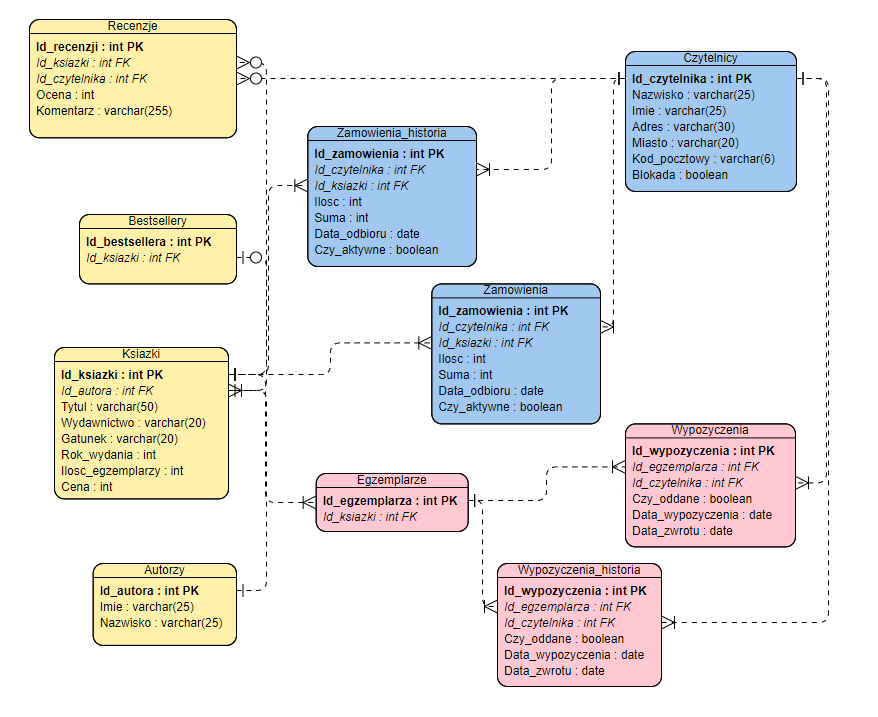 Recenzje
Id_recenzji : int PK
Id_ksiazki : int FK
Id_czytelnika : int FK
Ocena : int
Komentarz : varchar(255)
Czytelnicy
Id_czytelnika : int PK
Nazwisko : varchar(25)
Imie : varchar(25)
Adres : varchar(30)
Miasto : varchar(20)
Kod_pocztowy : varchar(6)
Blokada : boolean
Zamowienia_historia
Id_zamowienia : int PK
Id_czytelnika : int FK
Id_ksiazki : int FK
Ilosc : int
Suma : int
Data_odbioru : date
Czy_aktywne : boolean
Bestsellery
Id_bestsellera : int PK
Id_ksiazki : int FK
Zamowienia
Id_zamowienia : int PK
Id_czytelnika : int FK
Id_ksiazki : int FK
Ilosc : int
Suma : int
Data_odbioru : date
Czy_aktywne : boolean
Ksiazki
Id_ksiazki : int PK
Id_autora : int FK
Tytul : varchar(50)
Wydawnictwo : varchar(20)
Gatunek : varchar(20)
Rok_wydania : int
Ilosc_egzemplarzy : int
Cena : int
Wypozyczenia
Id_wypozyczenia : int PK
Id_egzemplarza : int FK
Id_czytelnika : int FK
Czy_oddane : boolean
Data_wypozyczenia : date
Data_zwrotu : date
Egzemplarze
Id_egzemplarza : int PK
Id_ksiazki : int FK
Autorzy
Id_autora : int PK
Imie : varchar(25)
Nazwisko : varchar(25)
Wypozyczenia_historia
Id_wypozyczenia : int PK
Id_egzemplarza : int FK
Id_czytelnika : int FK
Czy_oddane : boolean
Data_wypozyczenia : date
Data_zwrotu : date